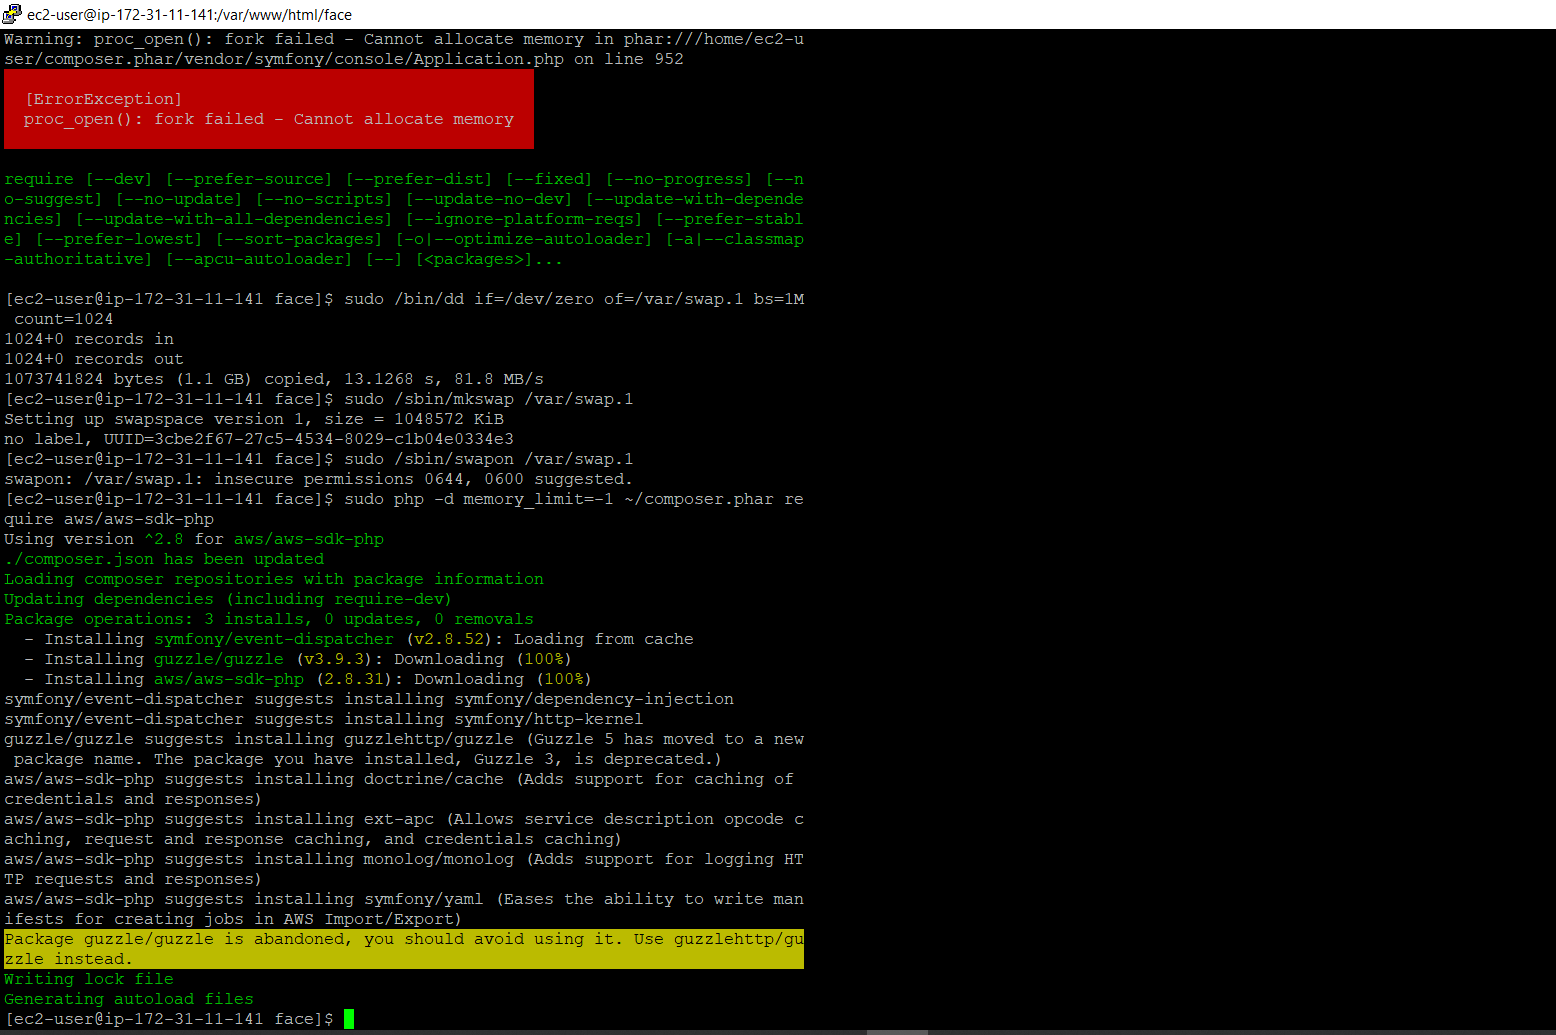 ec2-user@ip-172-31-11-141:/var/www/html/face
Warning: proc_open(): fork failed - Cannot allocate memory in phar:///home/ec2-u
ser/composer.phar/vendor/symfony/console/Application.php on line 952
[ErrorException]
proc_open(): fork failed - Cannot allocate memory
require [--dev] [--prefer-source] [--prefer-dist] [--fixed] [--no-progress] [--n
o-suggest] [--no-update] [--no-scripts] [--update-no-dev] [--update-with-depende
ncies] [--update-with-all-dependencies] [--ignore-platform-reqs] [--prefer-stabl
e] [--prefer-lowest] [--sort-packages] [-o|--optimize-autoloader] [-a|--classmap
-authoritative] [--apcu-autoloader] [--] [<packages>]...
[ec2-user@ip-172-31-11-141 face]$ sudo /bin/dd if=/dev/zero of=/var/swap.1 bs=1M
count=1024
1024+0 records in
1024+0 records out
1073741824 bytes (1.1 GB) copied, 13.1268 s, 81.8 MB/s
[ec2-user@ip-172-31-11-141 face]$ sudo /sbin/mkswap /var/swap.1
Setting up swapspace version 1, size = 1048572 KiB
no label, UUID=3cbe2f67-27c5-4534-8029-c1b04e0334e3
[ec2-user@ip-172-31-11-141 face]$ sudo /sbin/swapon /var/swap.1
swapon: /var/swap.1: insecure permissions 0644, 0600 suggested.
[ec2-user@ip-172-31-11-141 face]$ sudo php -d memory_limit=-1 ~/composer.phar re
quire aws/aws-sdk-php
Using version ^2.8 for aws/aws-sdk-php
./composer.json has been updated
Loading composer repositories with package information
Updating dependencies (including require-dev)
Package operations: 3 installs, 0 updates, 0 removals
- Installing symfony/event-dispatcher (v2.8.52): Loading from cache
- Installing guzzle/guzzle (v3.9.3): Downloading (100%)
- Installing aws/aws-sdk-php (2.8.31): Downloading (100%)
symfony/event-dispatcher suggests installing symfony/dependency-injection
symfony/event-dispatcher suggests installing symfony/http-kernel
guzzle/guzzle suggests installing guzzlehttp/guzzle (Guzzle 5 has moved to a new
package name. The package you have installed, Guzzle 3, is deprecated.)
aws/aws-sdk-php suggests installing doctrine/cache (Adds support for caching of
credentials and responses)
aws/aws-sdk-php suggests installing ext-apc (Allows service description opcode c
aching, request and response caching, and credentials caching)
aws/aws-sdk-php suggests installing monolog/monolog (Adds support for logging HT
TP requests and responses)
aws/aws-sdk-php suggests installing symfony/yaml (Eases the ability to write man
ifests for creating jobs in AWS Import/Export)
Package guzzle/guzzle is abandoned, you should avoid using it. Use guzzlehttp/gu
zzle instead.
Writing lock file
Generating autoload files
[ec2-user@ip-172-31-11-141 face]$